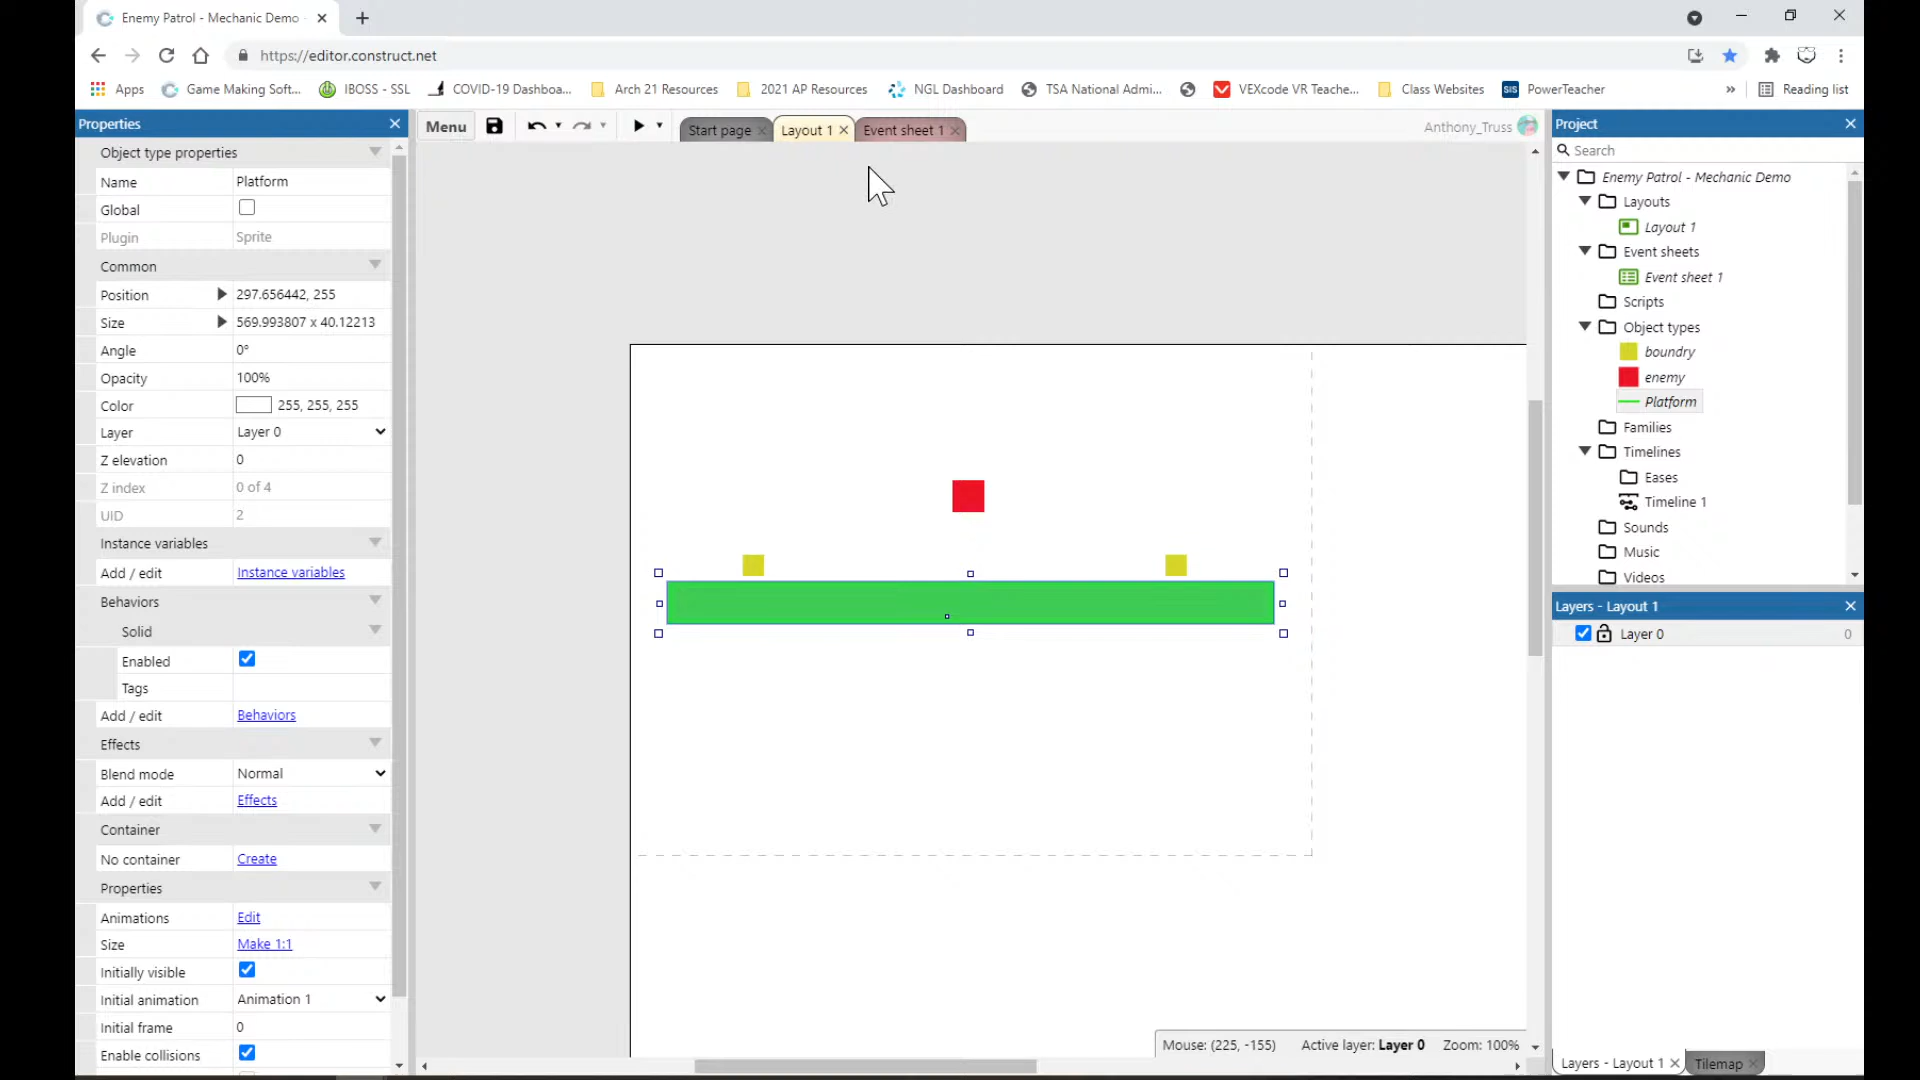 Enemy Patrol - Mechanic Demo
https://editor.construct.net
Apps Game Making Soft... IBOSS - SSL COVID-19 Dashboa... Arch 21 Resources 2021 AP Resources NGL Dashboard TSA National Admi... VEXcode VR Teache... Class Websites SIS PowerTeacher » Reading list
Properties
Menu Start page Layout 1 Event sheet 1 Anthony_Truss
Object type properties
Name Platform
Global
Plugin Sprite
Common
Position 297.656442, 255
Size 569.993807 x 40.12213
Angle 0°
Opacity 100%
Color 255, 255, 255
Layer Layer 0
Z elevation 0
Z index 0 of 4
UID 2
Instance variables
Add / edit Instance variables
Behaviors
Solid
Enabled
Tags
Add / edit Behaviors
Effects
Blend mode Normal
Add / edit Effects
Container
No container Create
Properties
Animations Edit
Size Make 1:1
Initially visible
Initial animation Animation 1
Initial frame 0
Enable collisions
Mouse: (225, -155) Active layer: Layer 0 Zoom: 100%
Project
Search
Enemy Patrol - Mechanic Demo
Layouts
Layout 1
Event sheets
Event sheet 1
Scripts
Object types
boundry
enemy
Platform
Families
Timelines
Eases
Timeline 1
Sounds
Music
Videos
Layers - Layout 1
Layer 0 0
Layers - Layout 1 Tilemap